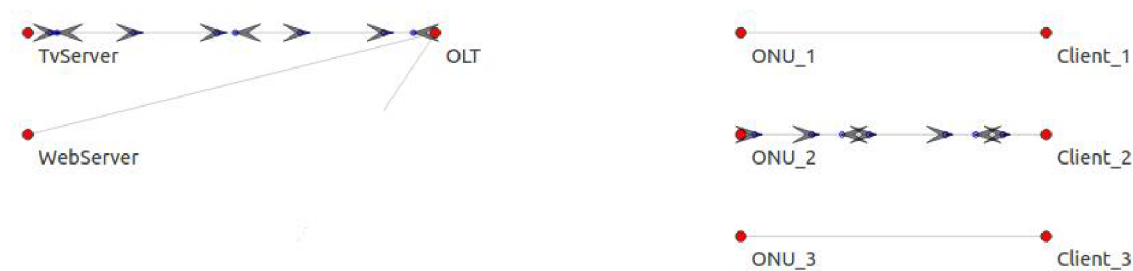 TvServer
OLT
WebServer
ONU_1
Client_1
ONU_2
Client_2
ONU_3
Client_3